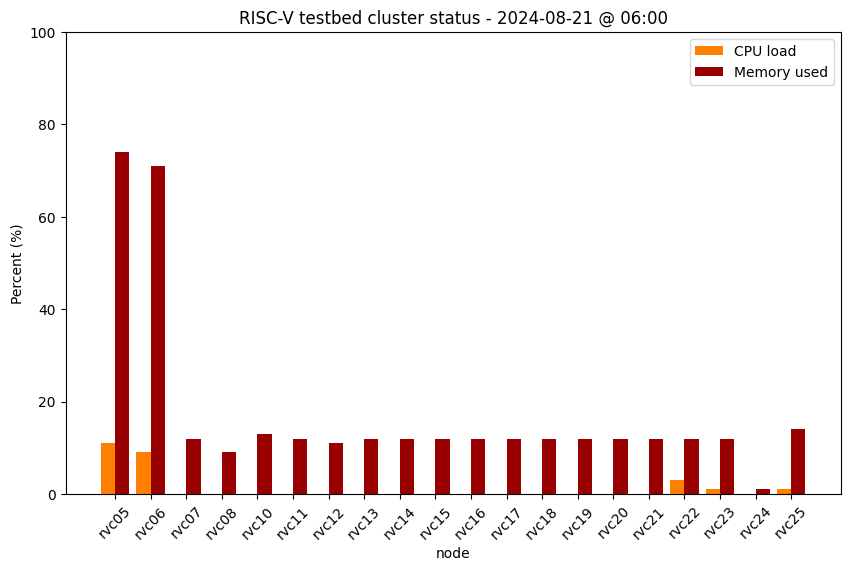 RISC-V testbed cluster status - 2024-08-21 @ 06:00
CPU load
Memory used
Percent (%)
100
80
60
40
20
0
rvc05 rvc06 rvc07 rvc08 rvc10 rvc11 rvc12 rvc13 rvc14 rvc15 rvc16 rvc17 rvc18 rvc19 rvc20 rvc21 rvc22 rvc23 rvc24 rvc25
node